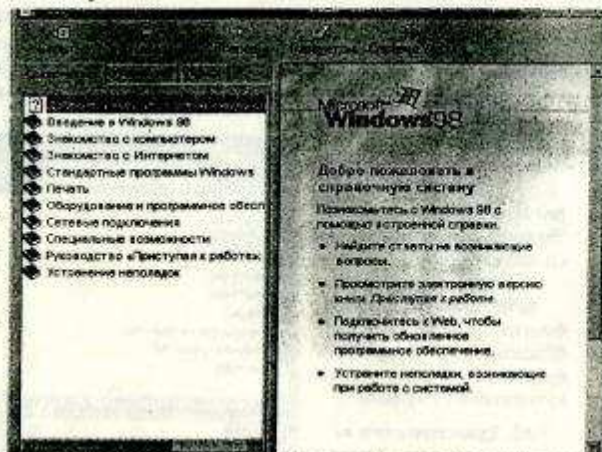 Введение в Windows 98
Знакомство с компьютером
Знакомство с Интернетом
Стандартные программы Windows
Печать
Оборудование и программное обесп
Сетевые подключения
Специальные возможности
Руководство «Приступая к работе»
Устранение неполадок
Microsoft
Windows98
Добро пожаловать в
справочную систему
Познакомьтесь с Windows 98 с
помощью встроенной справки.
• Найдите ответы на возникающие
вопросы.
• Просмотрите электронную версию
книги Приступая к работе.
• Подключитесь к Web, чтобы
получить обновленное
программное обеспечение.
• Устраните неполадки, возникающие
при работе с системой.